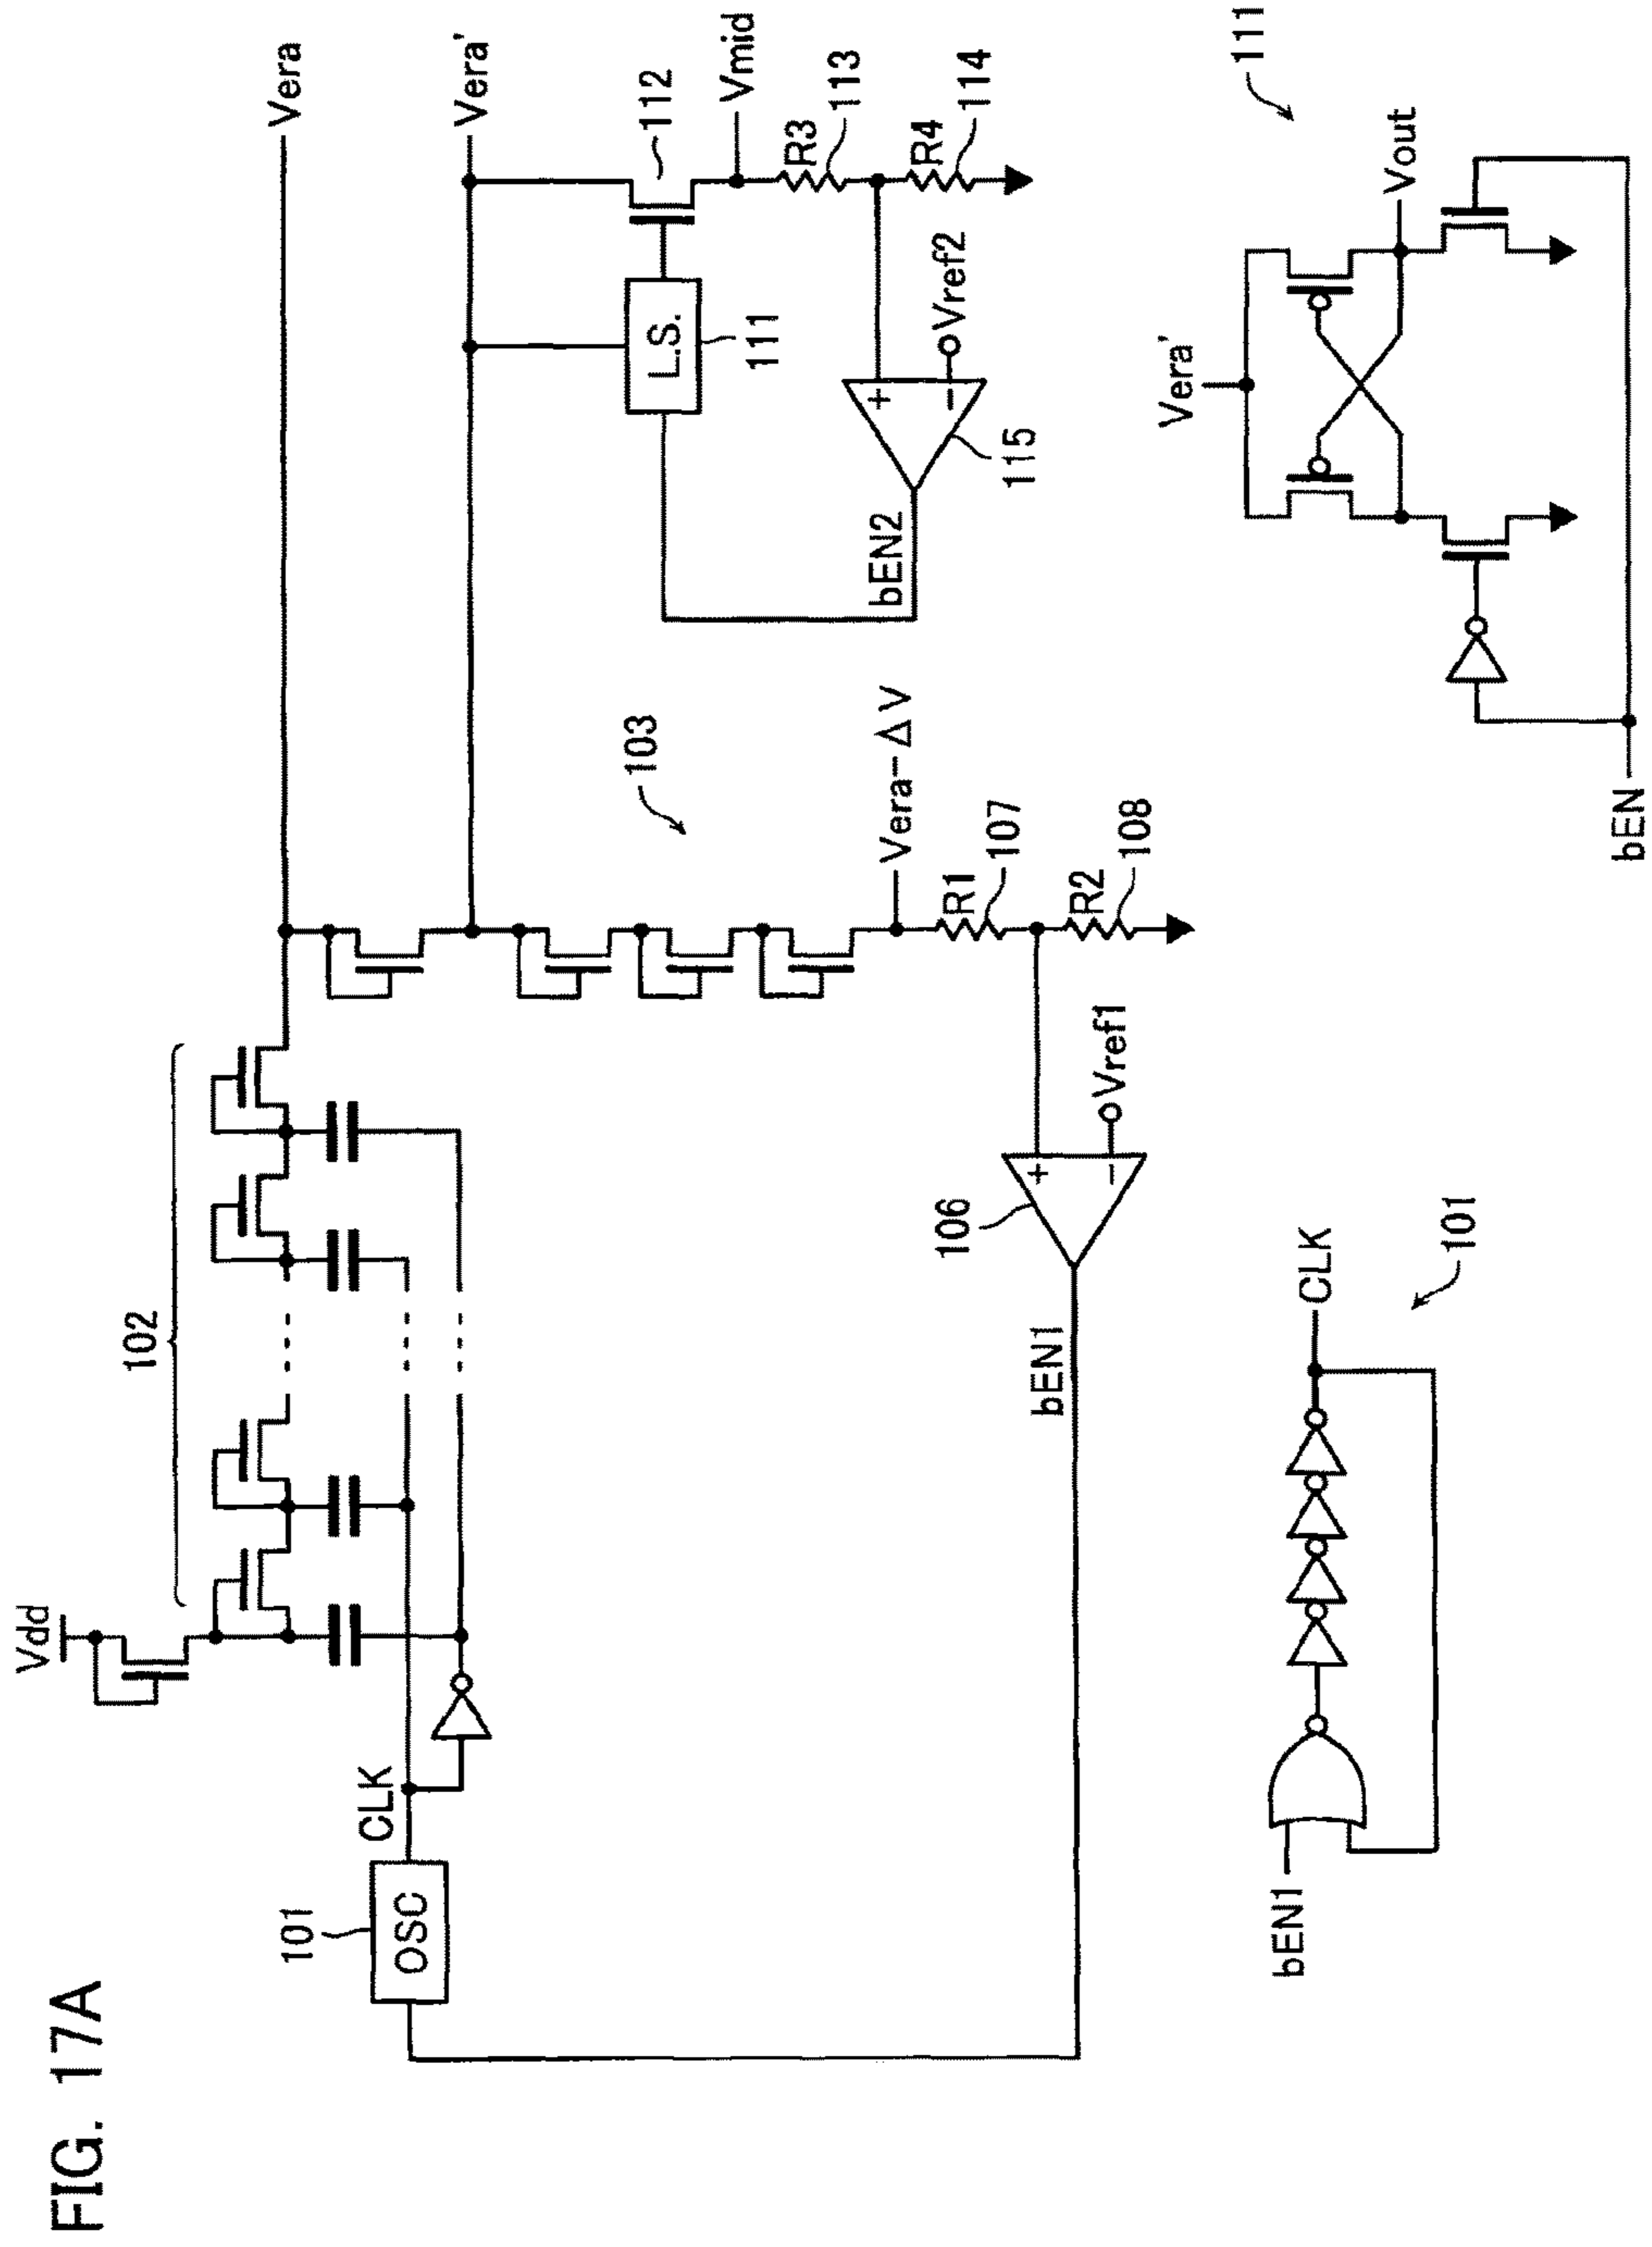 FIG. 17A
Vdd
102
Vera
Vera'
101
OSC
CLK
103
L.S.
111
112
Vmid
R3
113
R4
114
+
−
Vref2
115
bEN2
Vera−ΔV
R1
107
R2
108
+
−
Vref1
106
bEN1
bEN1
CLK
101
Vera'
Vout
111
bEN